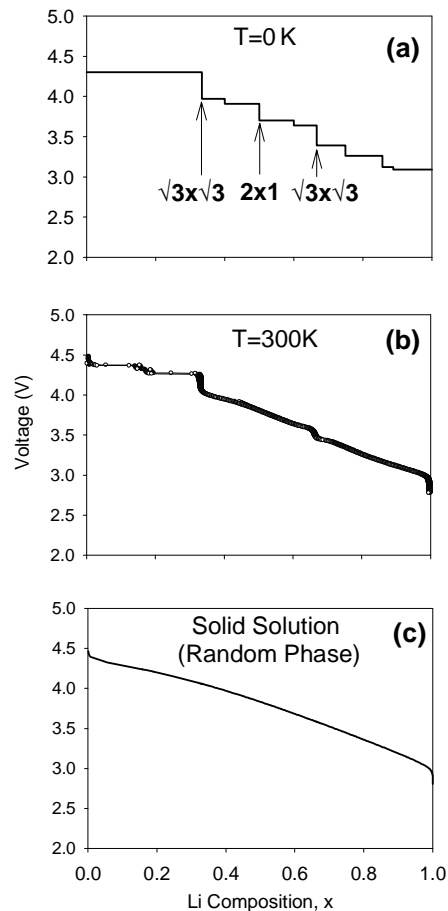 T=0 K
(a)
5.0
4.5
4.0
3.5
3.0
2.5
2.0
√3x√3
2x1
√3x√3
T=300K
(b)
5.0
4.5
4.0
3.5
3.0
2.5
2.0
Voltage (V)
Solid Solution
(Random Phase)
(c)
5.0
4.5
4.0
3.5
3.0
2.5
2.0
0.0 0.2 0.4 0.6 0.8 1.0
Li Composition, x